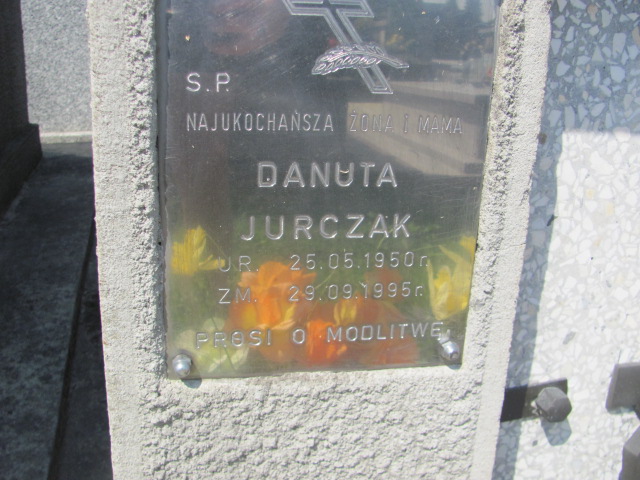 S.P.
NAJUKOCHAŃSZA ŻONA I MAMA
DANUTA
JURCZAK
UR. 25.05.1950r.
ZM. 29.09.1995r.
PROSI O MODLITWĘ